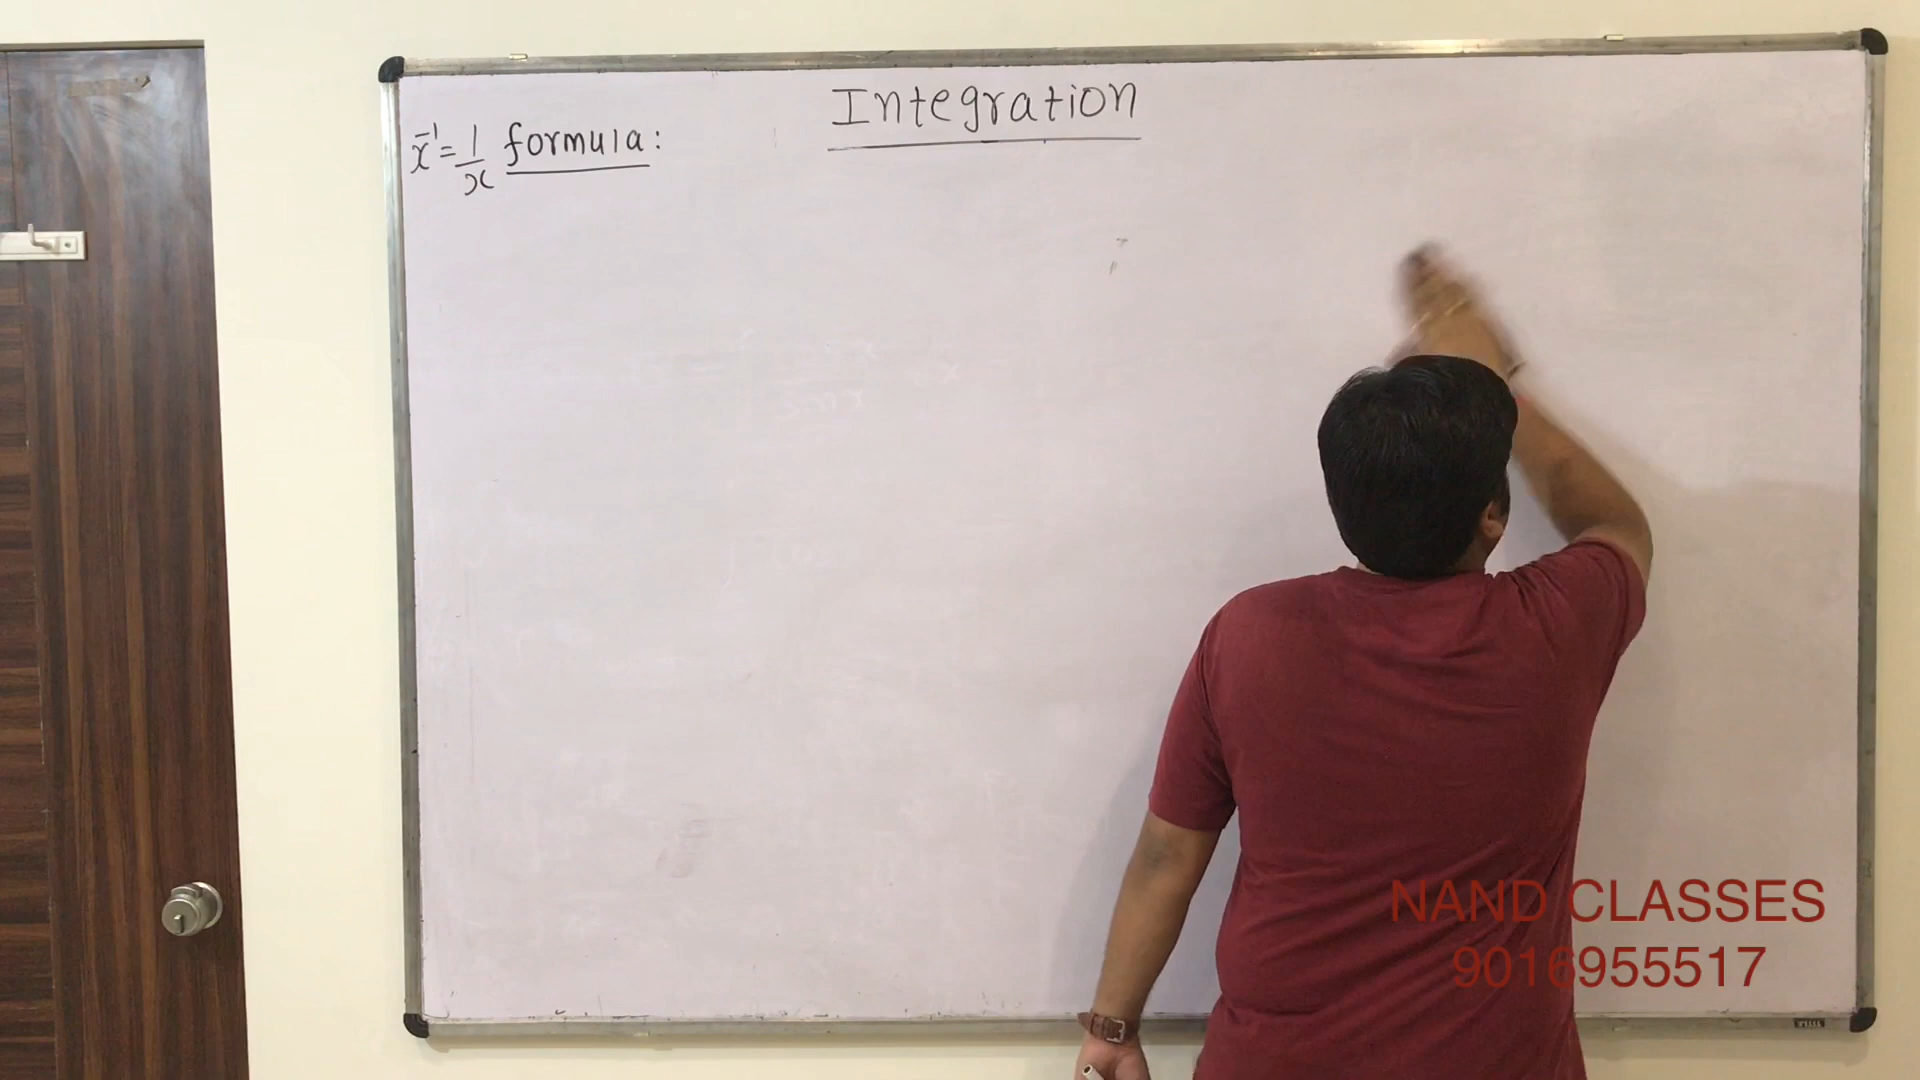 Integration
x⁻¹ = 1/x formula:
NAND CLASSES
9016955517